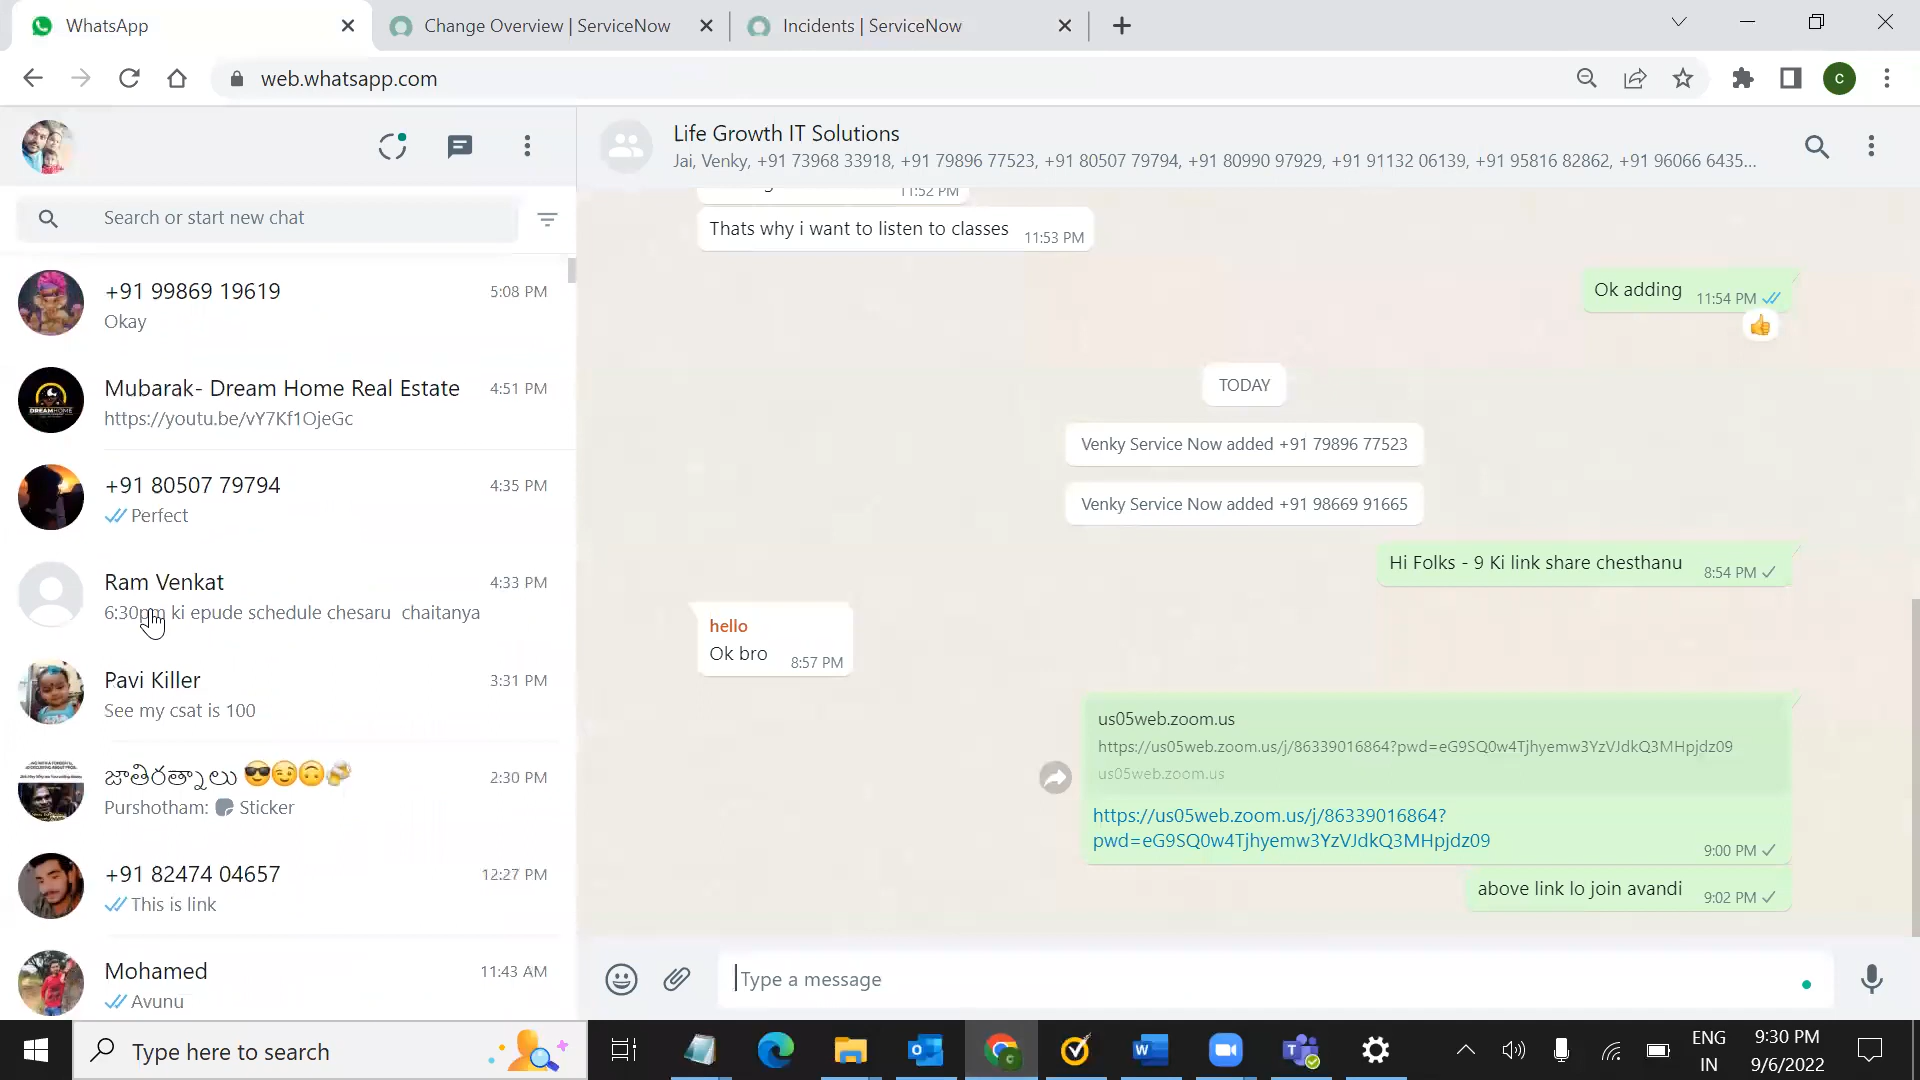 WhatsApp
Change Overview | ServiceNow
Incidents | ServiceNow
web.whatsapp.com
c
Search or start new chat
+91 99869 19619
5:08 PM
Okay
Mubarak- Dream Home Real Estate
4:51 PM
https://youtu.be/vY7Kf1OjeGc
+91 80507 79794
4:35 PM
Perfect
Ram Venkat
4:33 PM
6:30pm ki epude schedule chesaru chaitanya
Pavi Killer
3:31 PM
See my csat is 100
జాతిరత్నాలు 😎😉🙃🍻
2:30 PM
Purshotham: Sticker
+91 82474 04657
12:27 PM
This is link
Mohamed
11:43 AM
Avunu
Life Growth IT Solutions
Jai, Venky, +91 73968 33918, +91 79896 77523, +91 80507 79794, +91 80990 97929, +91 91132 06139, +91 95816 82862, +91 96066 6435...
11:52 PM
Thats why i want to listen to classes
11:53 PM
Ok adding
11:54 PM
👍
TODAY
Venky Service Now added +91 79896 77523
Venky Service Now added +91 98669 91665
Hi Folks - 9 Ki link share chesthanu
8:54 PM
hello
Ok bro
8:57 PM
us05web.zoom.us
https://us05web.zoom.us/j/86339016864?pwd=eG9SQ0w4Tjhyemw3YzVJdkQ3MHpjdz09
us05web.zoom.us
https://us05web.zoom.us/j/86339016864?
pwd=eG9SQ0w4Tjhyemw3YzVJdkQ3MHpjdz09
9:00 PM
above link lo join avandi
9:02 PM
Type a message
Type here to search
ENG
IN
9:30 PM
9/6/2022